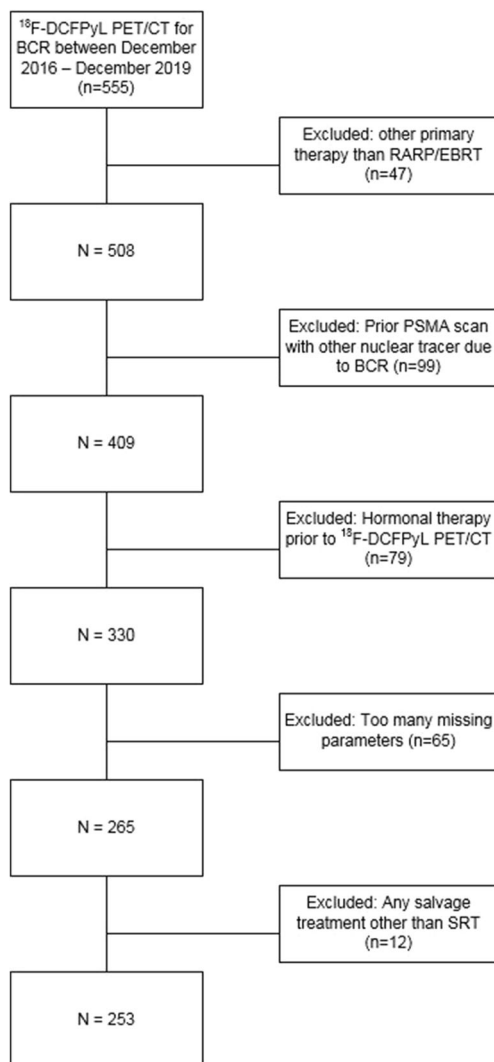 ¹⁸F-DCFPyL PET/CT for
BCR between December
2016 – December 2019
(n=555)
Excluded: other primary
therapy than RARP/EBRT
(n=47)
N = 508
Excluded: Prior PSMA scan
with other nuclear tracer due
to BCR (n=99)
N = 409
Excluded: Hormonal therapy
prior to ¹⁸F-DCFPyL PET/CT
(n=79)
N = 330
Excluded: Too many missing
parameters (n=65)
N = 265
Excluded: Any salvage
treatment other than SRT
(n=12)
N = 253